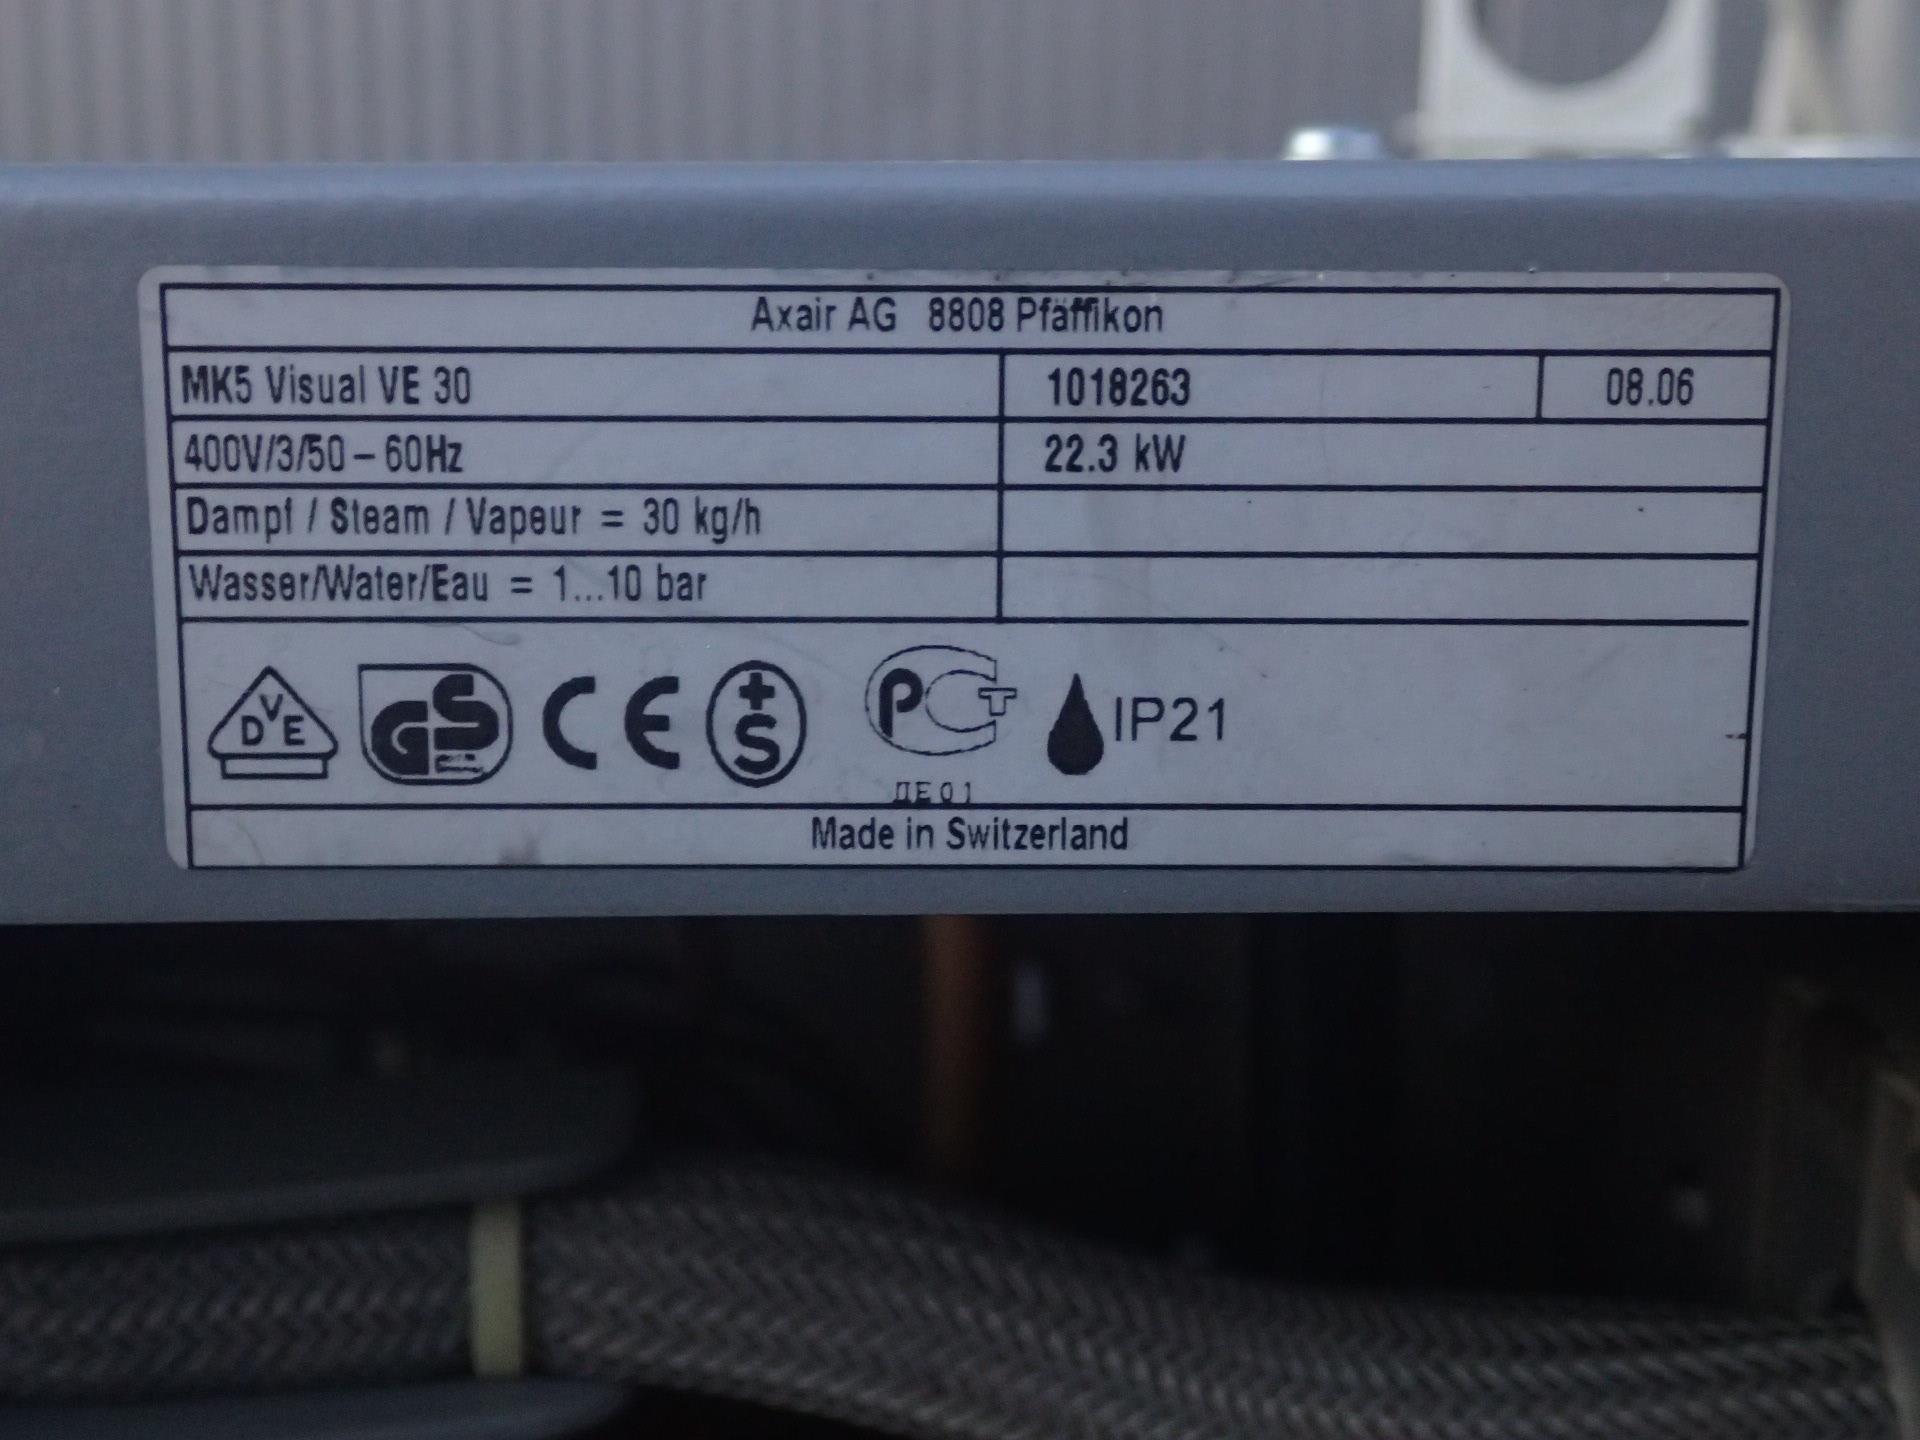 Axair AG 8808 Pfäffikon
MK5 Visual VE 30 1018263 08.06
400V/3/50 – 60Hz 22.3 kW
Dampf / Steam / Vapeur = 30 kg/h
Wasser/Water/Eau = 1...10 bar
DVE GS CE +S PCT IP21
ДЕ01
Made in Switzerland